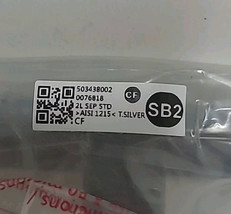 503438002
0076818
2L SEP STD
>AISI 1215< T.SILVER
CF
CF
SB2